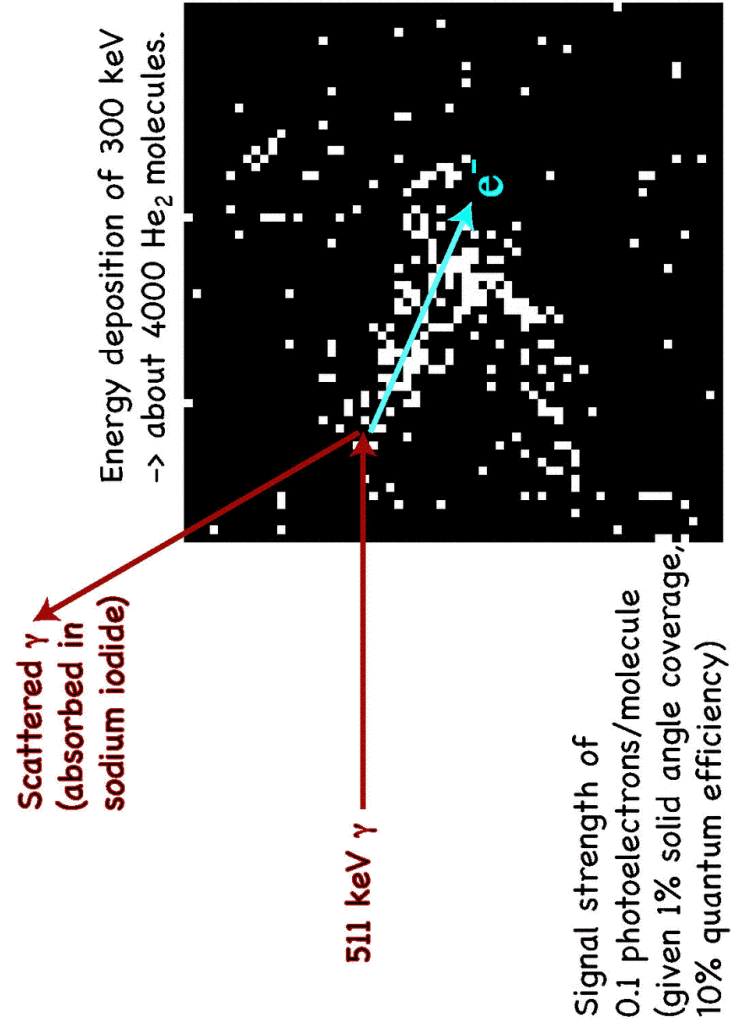 Scattered γ
(absorbed in
sodium iodide)
Energy deposition of 300 keV
-> about 4000 He₂ molecules.
511 keV γ
e⁻
Signal strength of
0.1 photoelectrons/molecule
(given 1% solid angle coverage,
10% quantum efficiency)